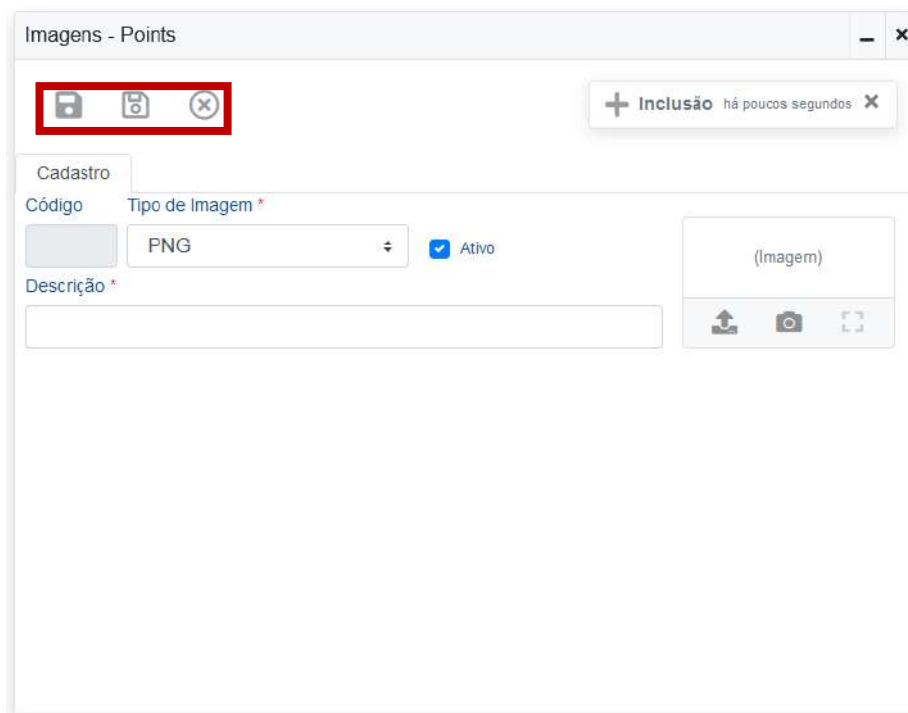 Imagens - Points
Inclusão há poucos segundos
Cadastro
Código Tipo de Imagem *
PNG Ativo
(Imagem)
Descrição *